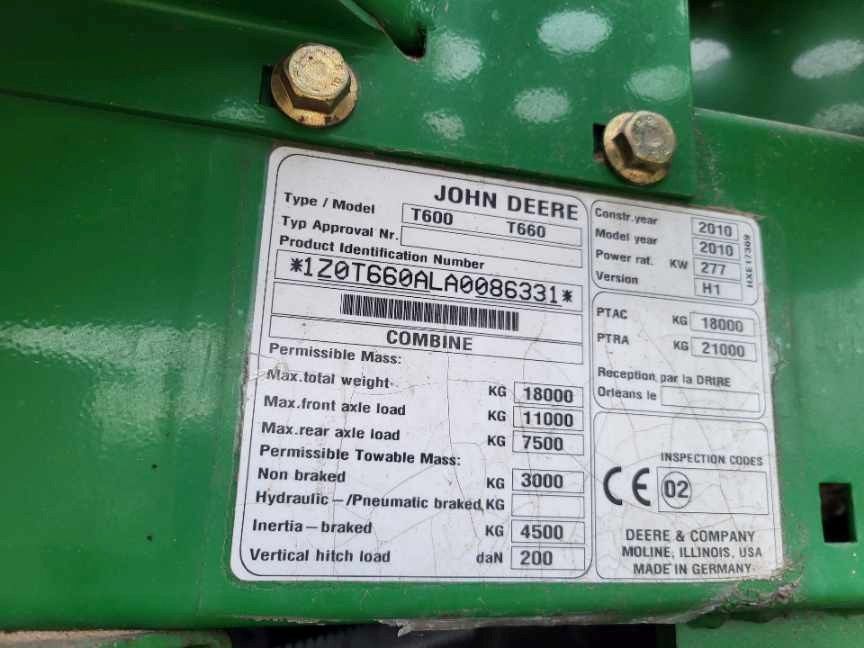 JOHN DEERE
Type / Model T600 T660
Typ Approval Nr.
Product Identification Number
*1Z0T660ALA0086331*
COMBINE
Permissible Mass:
Max.total weight KG 18000
Max.front axle load KG 11000
Max.rear axle load KG 7500
Permissible Towable Mass:
Non braked KG 3000
Hydraulic-/Pneumatic braked KG
Inertia-braked KG 4500
Vertical hitch load daN 200
Constr.year 2010
Model year 2010
Power rat. KW 277
Version H1
HXE17309
PTAC KG 18000
PTRA KG 21000
Reception par la DRIRE
Orleans le
INSPECTION CODES
CE 02
DEERE & COMPANY
MOLINE, ILLINOIS, USA
MADE IN GERMANY